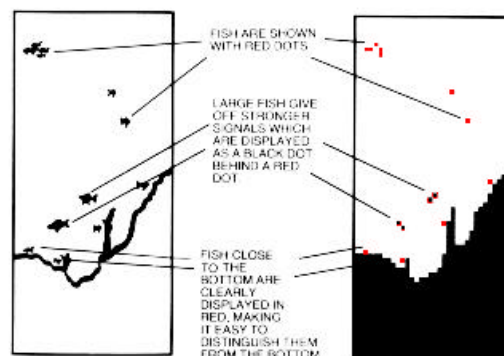 FISH ARE SHOWN
WITH RED DOTS
LARGE FISH GIVE
OFF STRONGER
SIGNALS WHICH
ARE DISPLAYED
AS A BLACK DOT
BEHIND A RED
DOT
FISH CLOSE
TO THE
BOTTOM ARE
CLEARLY
DISPLAYED IN
RED, MAKING
IT EASY TO
DISTINGUISH THEM
FROM THE BOTTOM